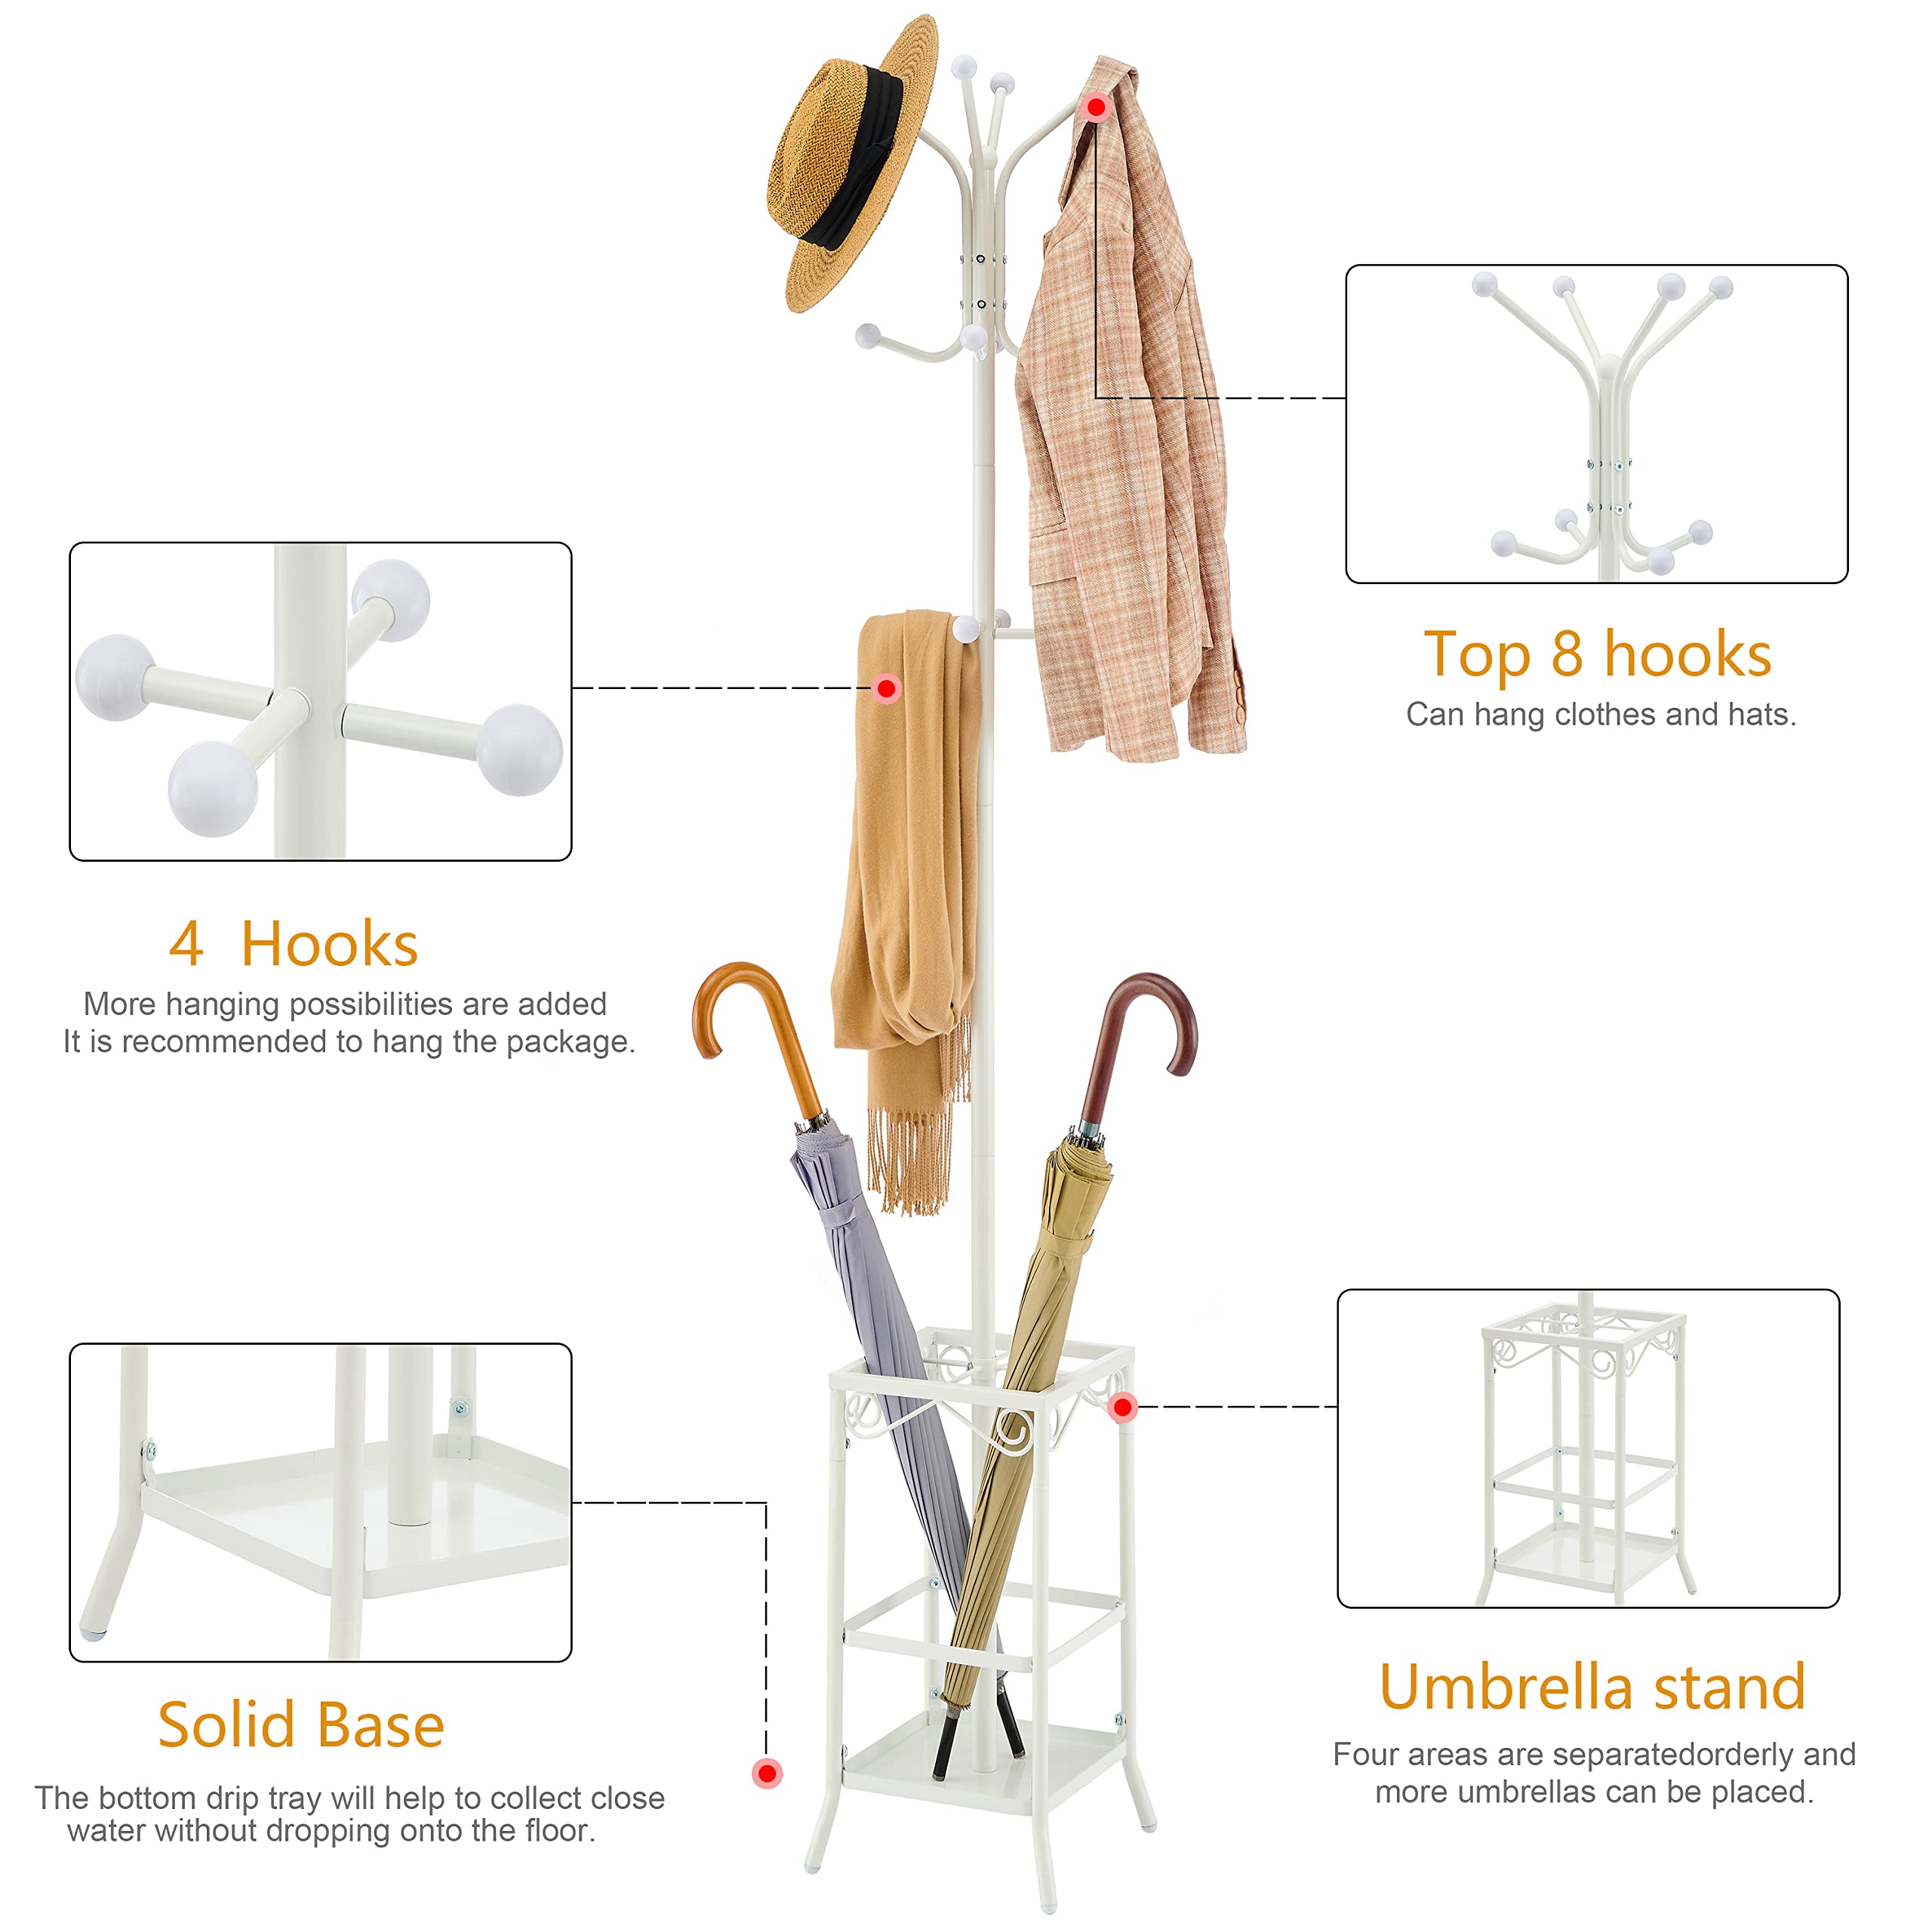 Top 8 hooks
Can hang clothes and hats.
4 Hooks
More hanging possibilities are added
It is recommended to hang the package.
Solid Base
The bottom drip tray will help to collect close
water without dropping onto the floor.
Umbrella stand
Four areas are separatedorderly and
more umbrellas can be placed.